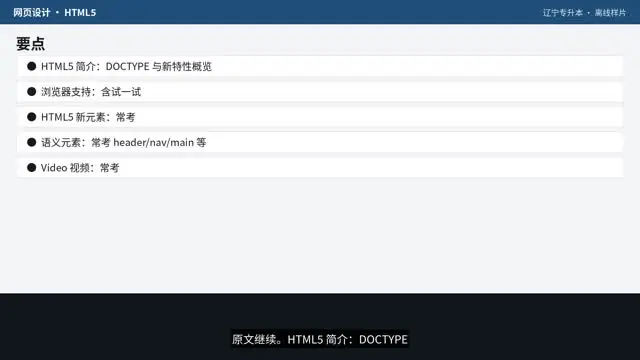 网页设计 · HTML5
辽宁专升本 · 离线样片
要点
● HTML5 简介：DOCTYPE 与新特性概览
● 浏览器支持：含试一试
● HTML5 新元素：常考
● 语义元素：常考 header/nav/main 等
● Video 视频：常考
原文继续。HTML5 简介：DOCTYPE